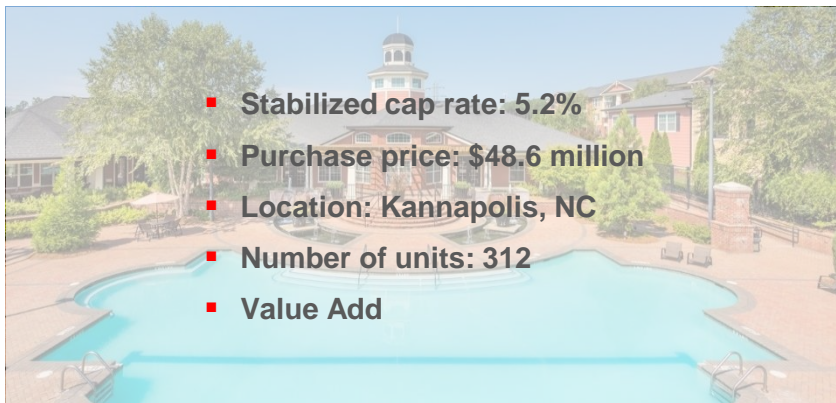 ▪ Stabilized cap rate: 5.2%
▪ Purchase price: $48.6 million
▪ Location: Kannapolis, NC
▪ Number of units: 312
▪ Value Add